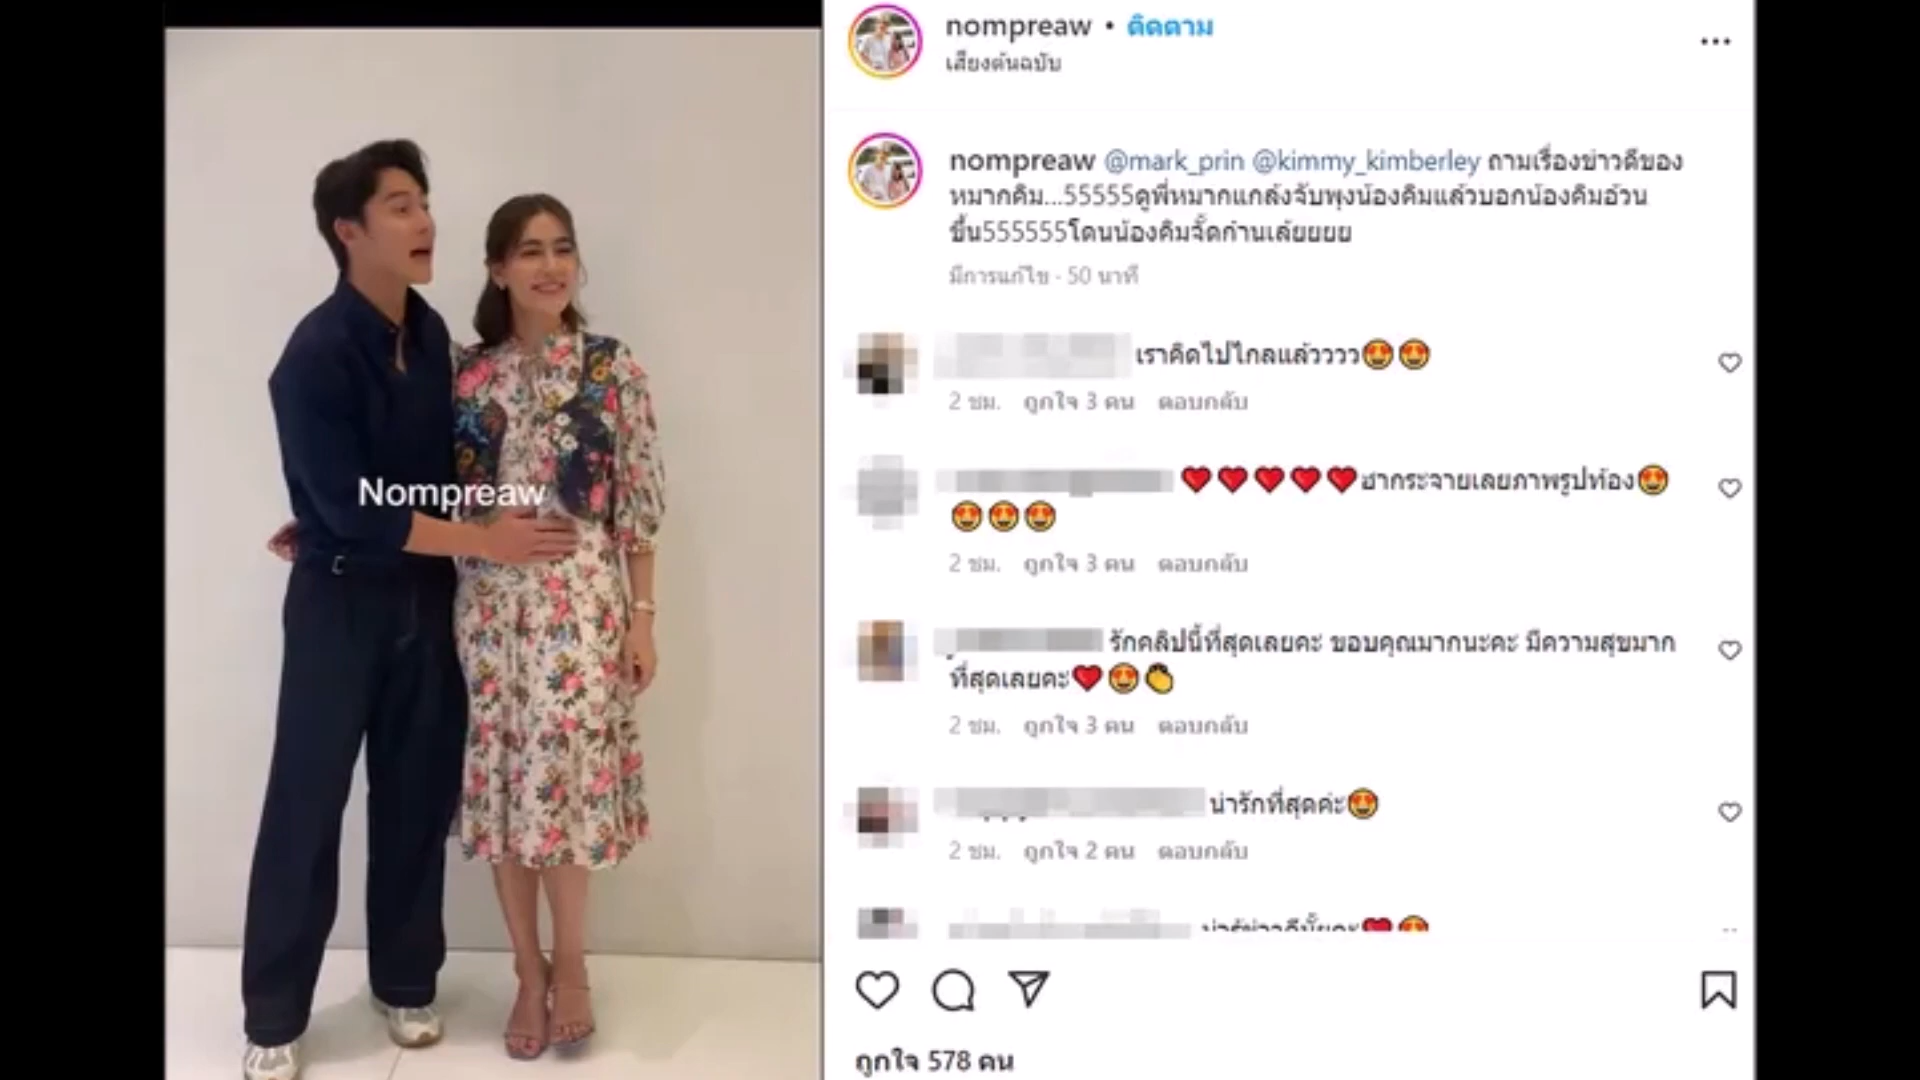 nompreaw • ติดตาม
เสียงต้นฉบับ
nompreaw @mark_prin @kimmy_kimberley ถามเรื่องข่าวดีของ
หมากคิม...55555ดูพี่หมากแกล้งจับพุงน้องคิมแล้วบอกน้องคิมอ้วน
ขึ้น555555โดนน้องคิมจั้ดก๋านเล้ยยยยย
มีการแก้ไข · 50 นาที
เราคิดไปไกลแล้วววว😍😍
2 ชม. ถูกใจ 3 คน ตอบกลับ
❤❤❤❤❤ฮากระจายเลยภาพรูปท้อง😍
😍😍😍
2 ชม. ถูกใจ 3 คน ตอบกลับ
รักคลิปนี้ที่สุดเลยคะ ขอบคุณมากนะคะ มีความสุขมาก
ที่สุดเลยคะ❤😍👏
2 ชม. ถูกใจ 3 คน ตอบกลับ
น่ารักที่สุดค่ะ😍
2 ชม. ถูกใจ 2 คน ตอบกลับ
ถูกใจ 578 คน
Nompreaw